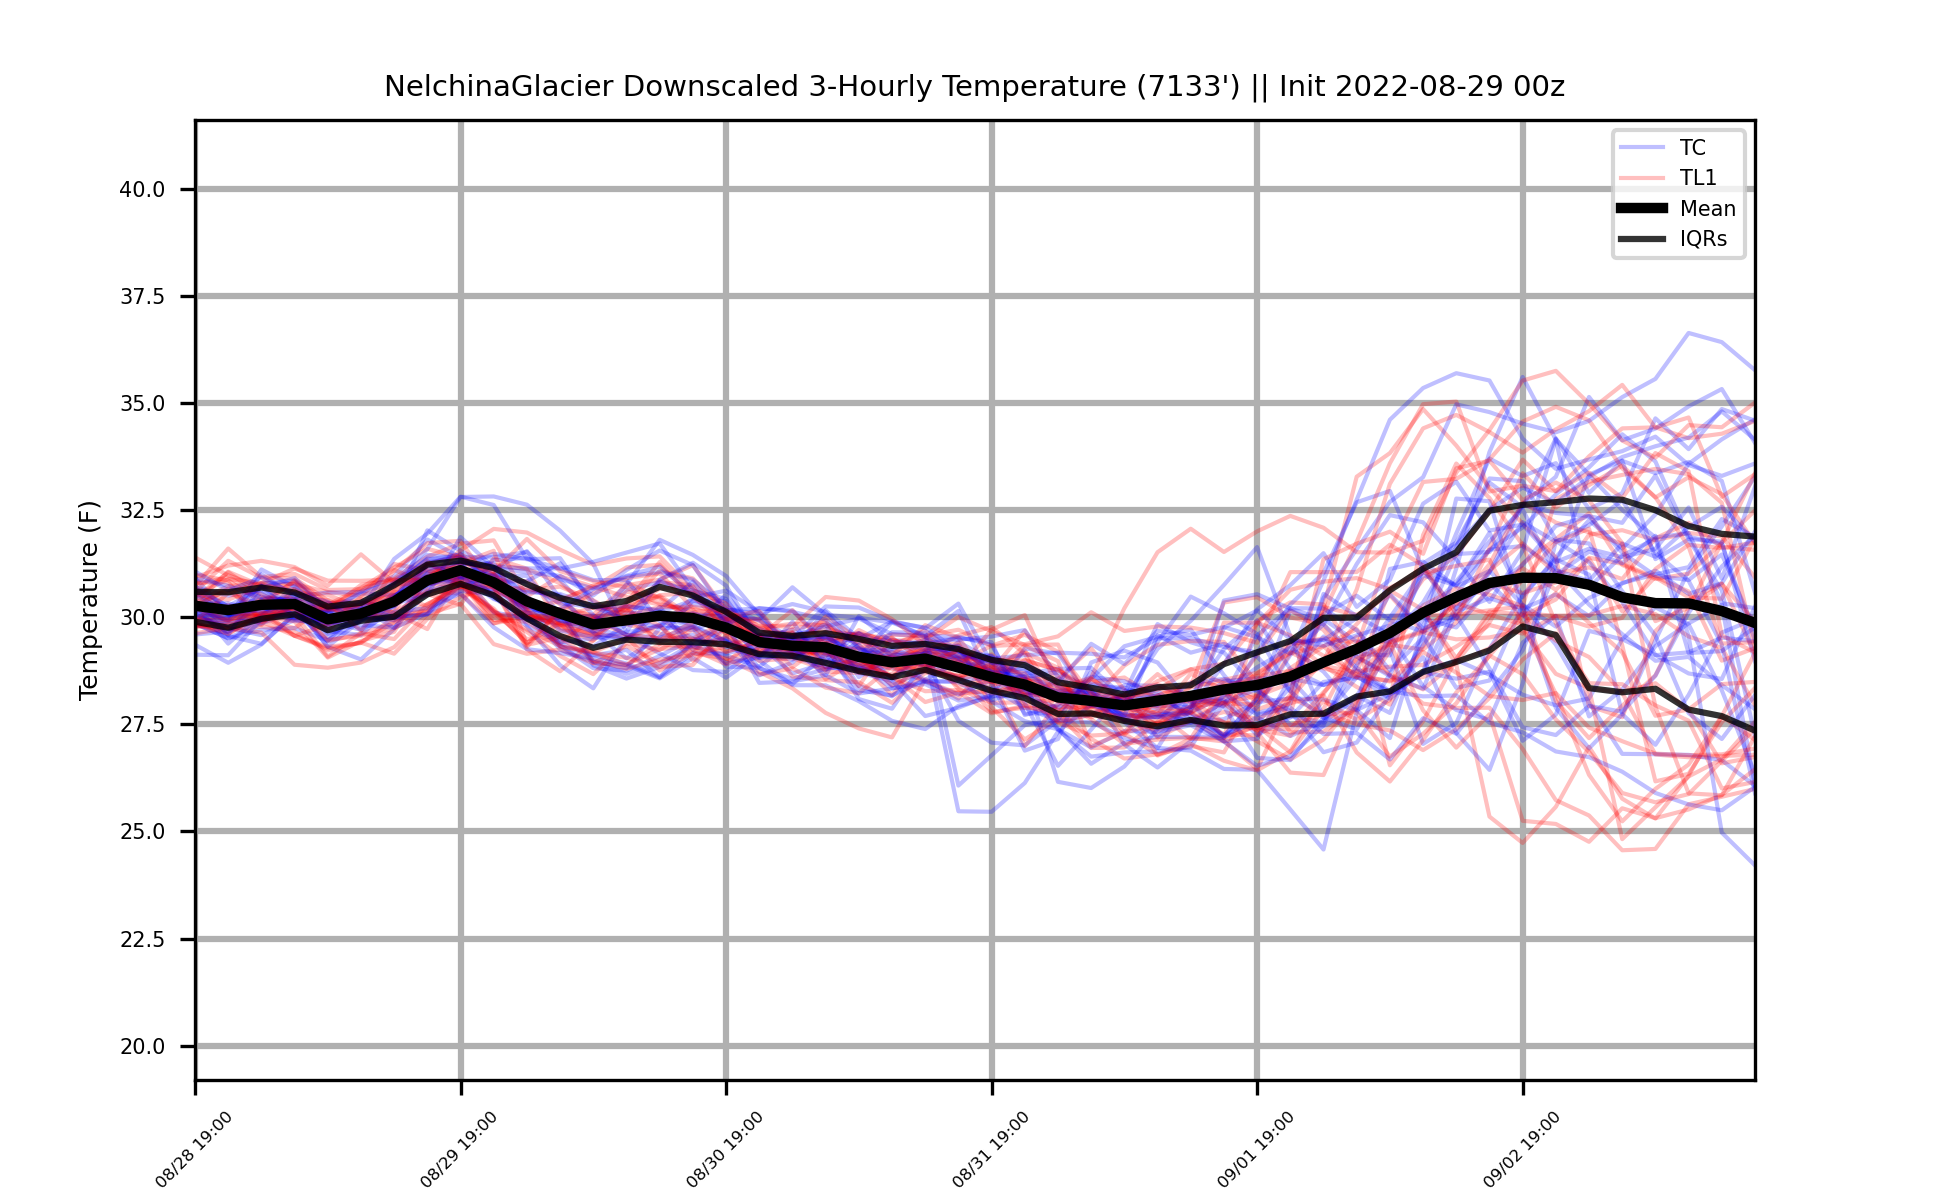 NelchinaGlacier Downscaled 3-Hourly Temperature (7133') || Init 2022-08-29 00z
TC
TL1
Mean
IQRs
Temperature (F)
40.0
37.5
35.0
32.5
30.0
27.5
25.0
22.5
20.0
08/28 19:00
08/29 19:00
08/30 19:00
08/31 19:00
09/01 19:00
09/02 19:00